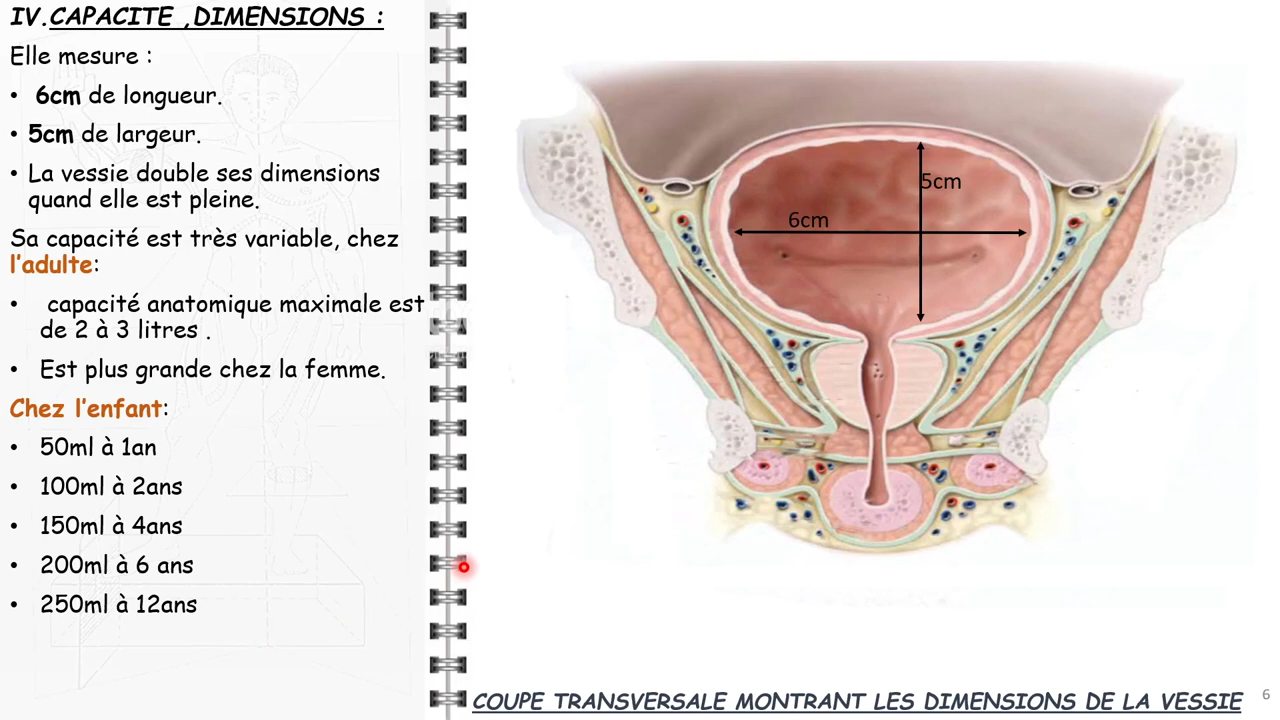 IV.CAPACITE ,DIMENSIONS :
Elle mesure :
• 6cm de longueur.
• 5cm de largeur.
• La vessie double ses dimensions
quand elle est pleine.
Sa capacité est très variable, chez
l’adulte:
• capacité anatomique maximale est
de 2 à 3 litres .
• Est plus grande chez la femme.
Chez l’enfant:
• 50ml à 1an
• 100ml à 2ans
• 150ml à 4ans
• 200ml à 6 ans
• 250ml à 12ans
5cm
6cm
COUPE TRANSVERSALE MONTRANT LES DIMENSIONS DE LA VESSIE
6